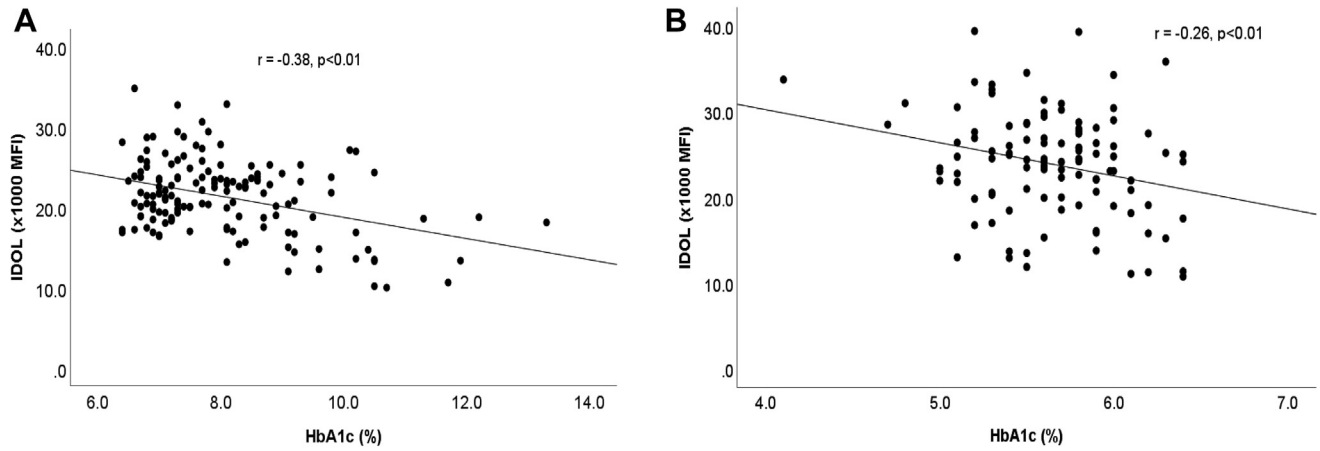 A
r = -0.38, p<0.01
40.0
30.0
20.0
10.0
.0
IDOL (x1000 MFI)
6.0 8.0 10.0 12.0 14.0
HbA1c (%)
B
r = -0.26, p<0.01
40.0
30.0
20.0
10.0
.0
IDOL (x1000 MFI)
4.0 5.0 6.0 7.0
HbA1c (%)